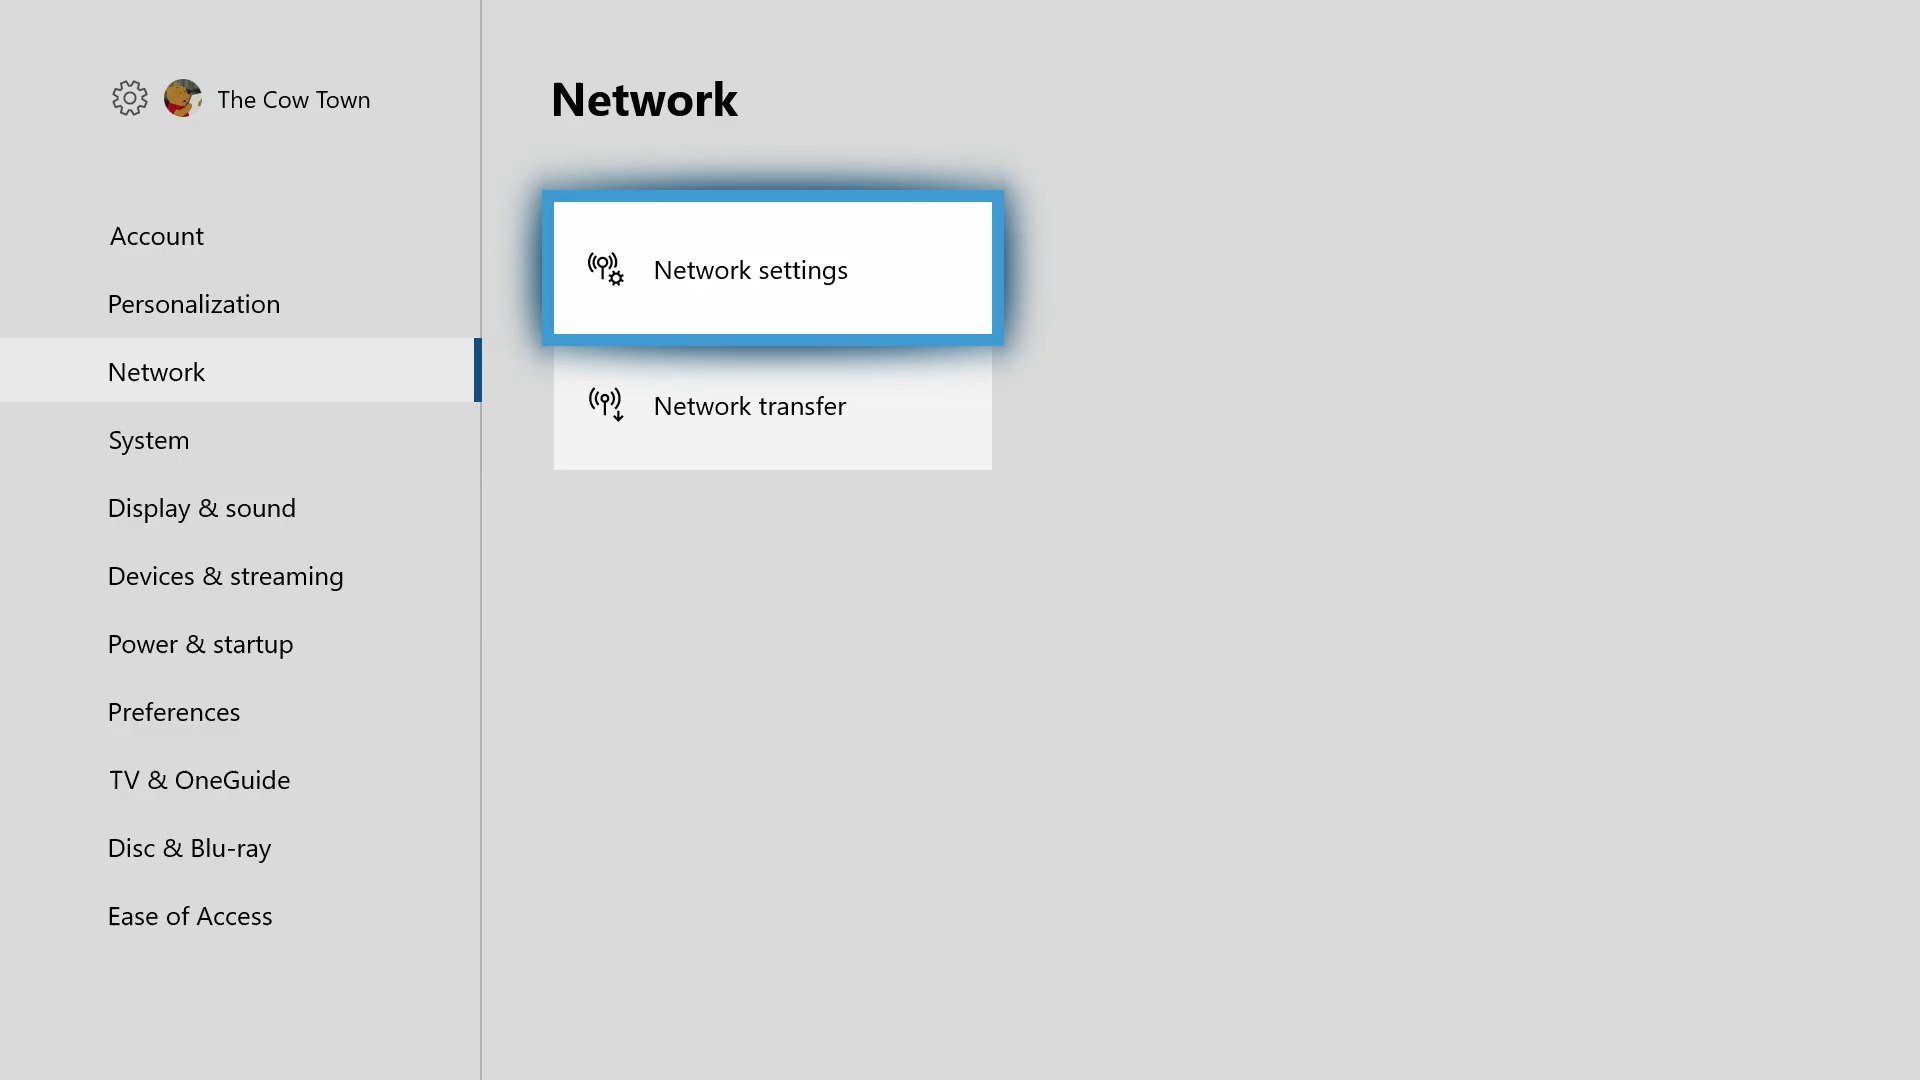 The Cow Town
Account
Personalization
Network
System
Display & sound
Devices & streaming
Power & startup
Preferences
TV & OneGuide
Disc & Blu-ray
Ease of Access
Network
Network settings
Network transfer